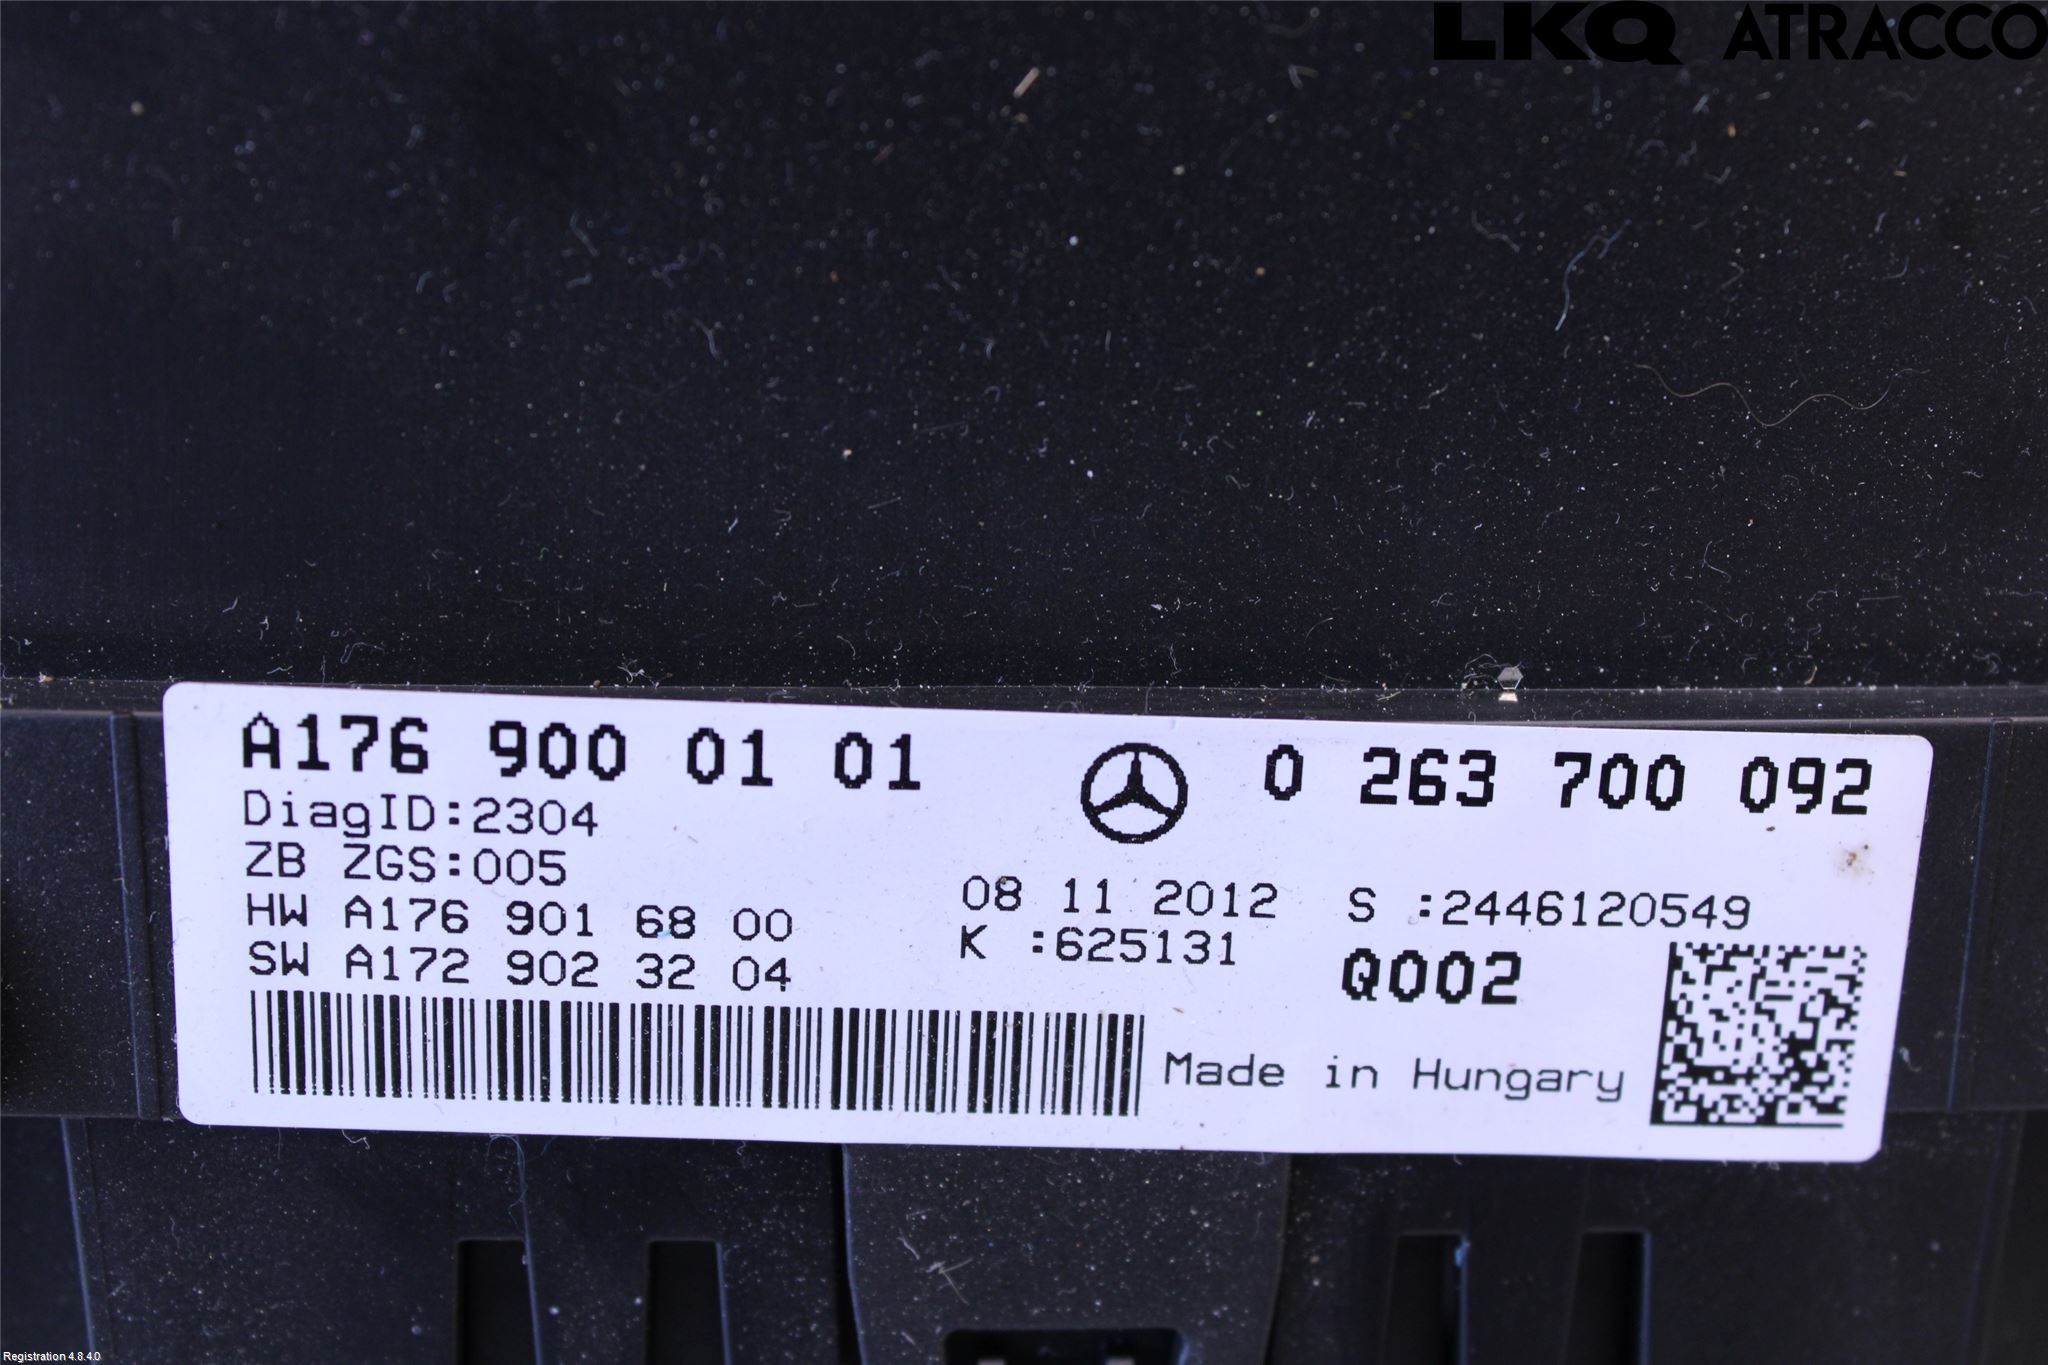 LKQ ATRACCO
A176 900 01 01
0 263 700 092
DiagID:2304
ZB ZGS:005
HW A176 901 68 00
08 11 2012
S :2446120549
SW A172 902 32 04
K :625131
Q002
Made in Hungary
Registration 4.8.4.0